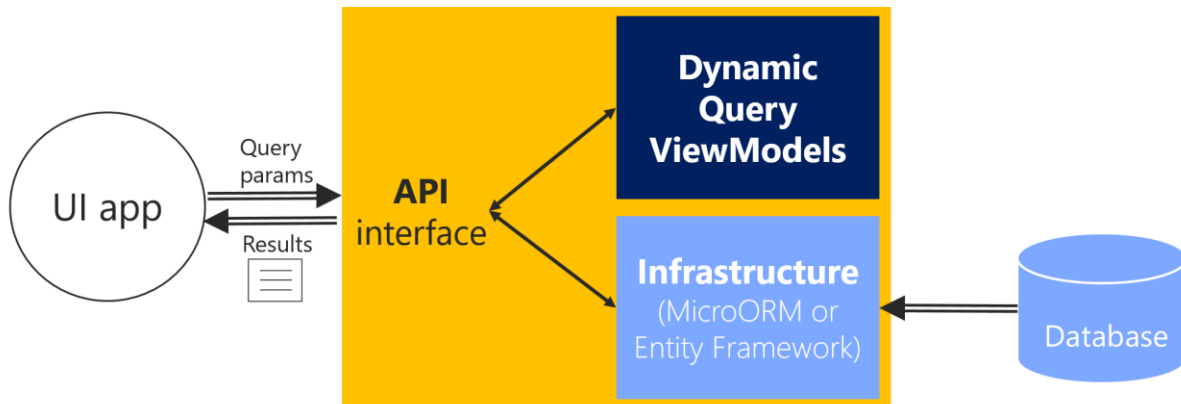 UI app
Query
params
Results
API
interface
Dynamic
Query
ViewModels
Infrastructure
(MicroORM or
Entity Framework)
Database